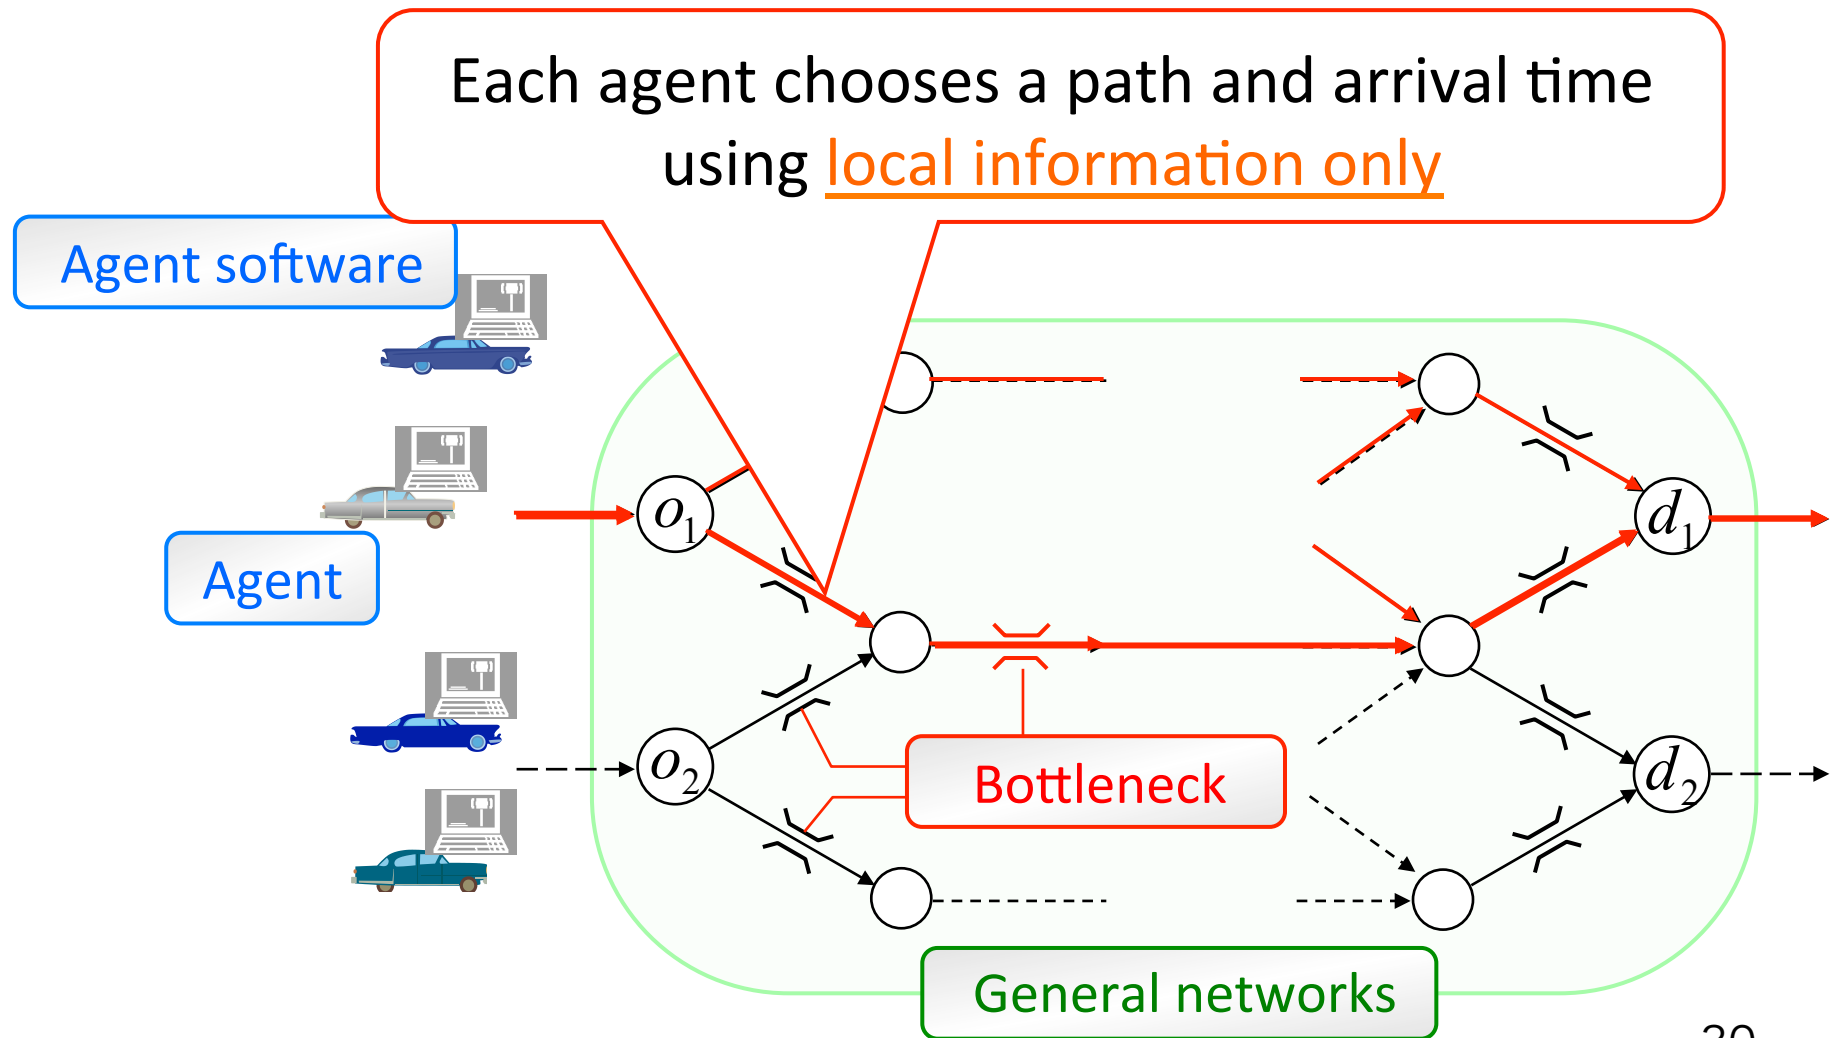 Each agent chooses a path and arrival time
using local information only
Agent software
Agent
o1
d1
o2
d2
Bottleneck
General networks